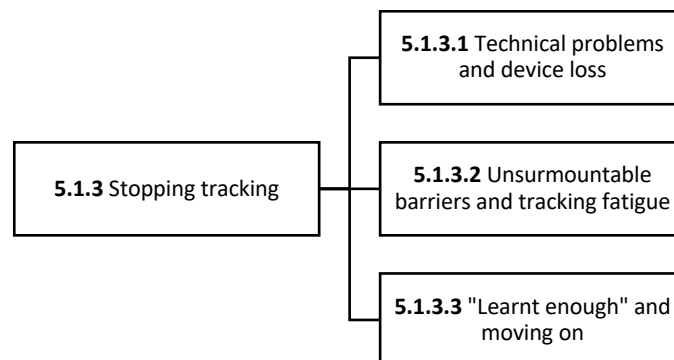 5.1.3 Stopping tracking
5.1.3.1 Technical problems
and device loss
5.1.3.2 Unsurmountable
barriers and tracking fatigue
5.1.3.3 "Learnt enough" and
moving on